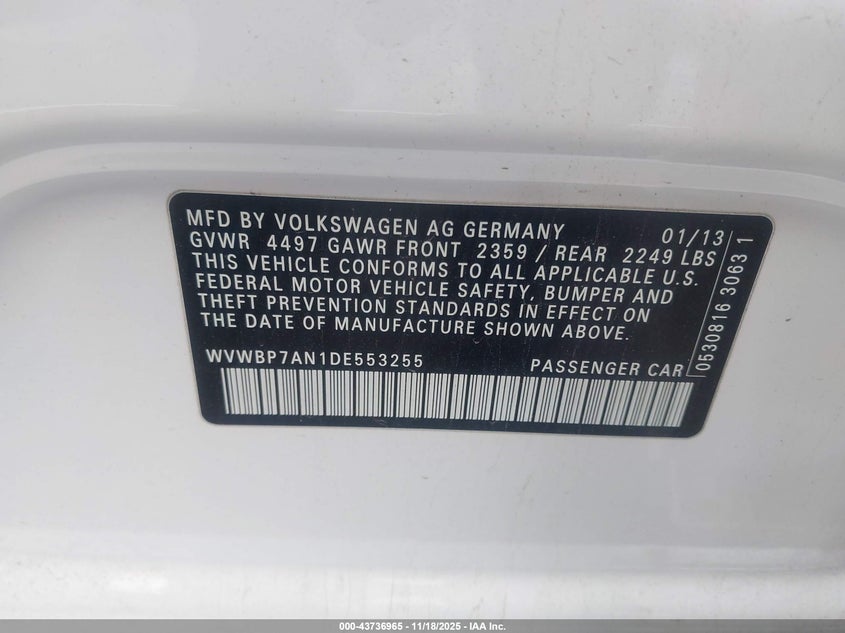 MFD BY VOLKSWAGEN AG GERMANY 01/13
GVWR 4497 GAWR FRONT 2359 / REAR 2249 LBS
THIS VEHICLE CONFORMS TO ALL APPLICABLE U.S.
FEDERAL MOTOR VEHICLE SAFETY, BUMPER AND
THEFT PREVENTION STANDARDS IN EFFECT ON
THE DATE OF MANUFACTURE SHOWN ABOVE.
WVWBP7AN1DE553255 PASSENGER CAR
0530816 3063 1
000-43736965 - 11/18/2025 - IAA Inc.